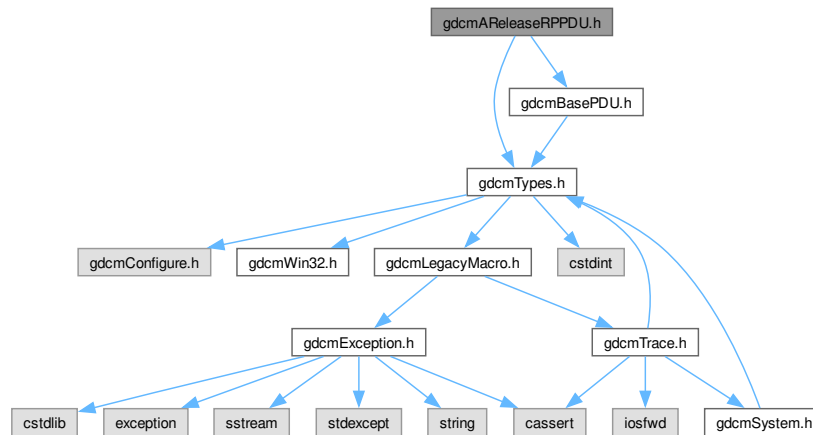 gdcmAReleaseRPPDU.h
gdcmBasePDU.h
gdcmTypes.h
gdcmConfigure.h
gdcmWin32.h
gdcmLegacyMacro.h
cstdint
gdcmException.h
gdcmTrace.h
cstdlib
exception
sstream
stdexcept
string
cassert
iosfwd
gdcmSystem.h